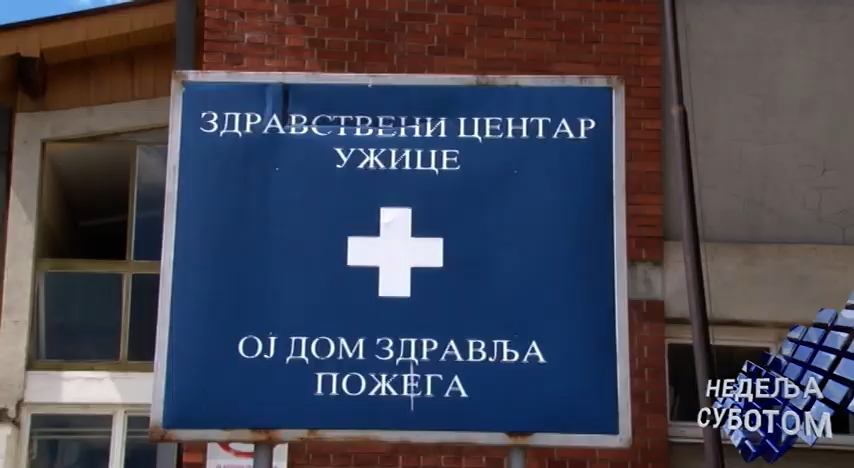 ЗДРАВСТВЕНИ ЦЕНТАР
УЖИЦЕ
ОЈ ДОМ ЗДРАВЉА
ПОЖЕГА
НЕДЕЉА
СУБОТОМ